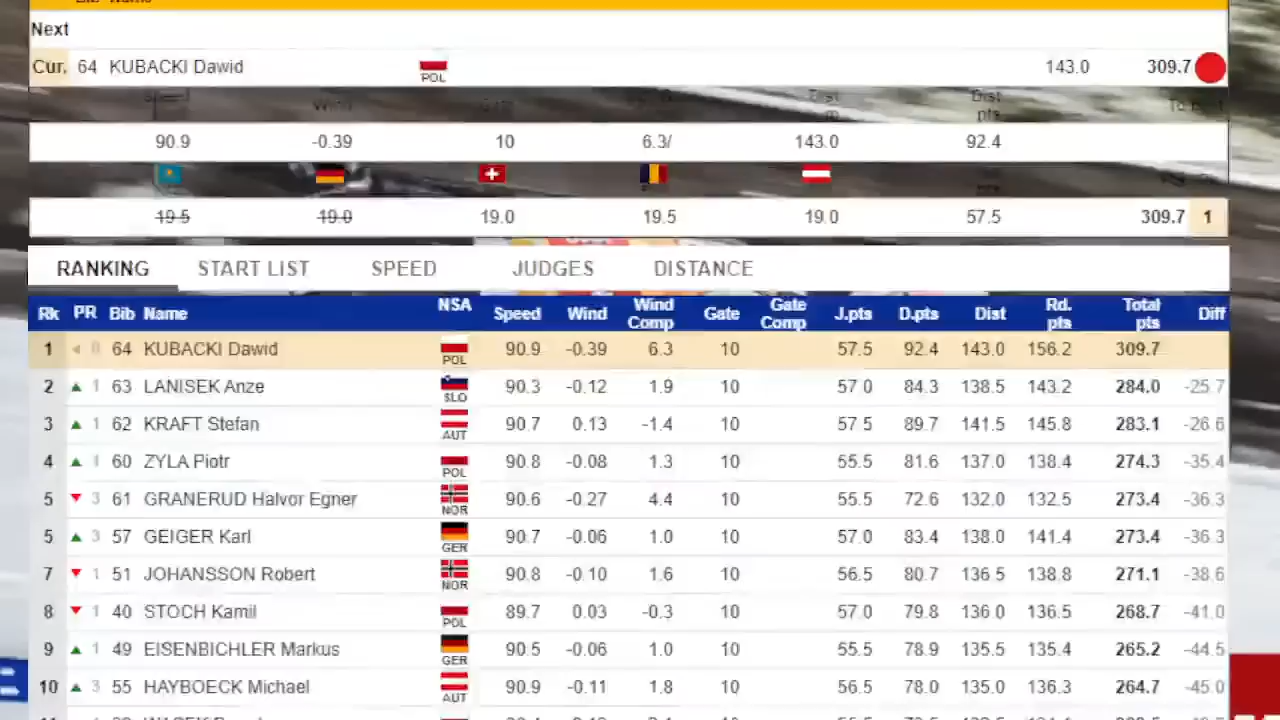 Next
Cur. 64 KUBACKI Dawid POL 143.0 309.7
90.9 -0.39 10 6.3/ 143.0 92.4
19.5 19.0 19.0 19.5 19.0 57.5 309.7 1
RANKING START LIST SPEED JUDGES DISTANCE
Rk PR Bib Name NSA Speed Wind Wind Comp Gate Gate Comp J.pts D.pts Dist Rd. pts Total pts Diff
1 0 64 KUBACKI Dawid POL 90.9 -0.39 6.3 10 57.5 92.4 143.0 156.2 309.7
2 1 63 LANISEK Anze SLO 90.3 -0.12 1.9 10 57.0 84.3 138.5 143.2 284.0 -25.7
3 1 62 KRAFT Stefan AUT 90.7 0.13 -1.4 10 57.5 89.7 141.5 145.8 283.1 -26.6
4 1 60 ZYLA Piotr POL 90.8 -0.08 1.3 10 55.5 81.6 137.0 138.4 274.3 -35.4
5 3 61 GRANERUD Halvor Egner NOR 90.6 -0.27 4.4 10 55.5 72.6 132.0 132.5 273.4 -36.3
5 3 57 GEIGER Karl GER 90.7 -0.06 1.0 10 57.0 83.4 138.0 141.4 273.4 -36.3
7 1 51 JOHANSSON Robert NOR 90.8 -0.10 1.6 10 56.5 80.7 136.5 138.8 271.1 -38.6
8 1 40 STOCH Kamil POL 89.7 0.03 -0.3 10 57.0 79.8 136.0 136.5 268.7 -41.0
9 1 49 EISENBICHLER Markus GER 90.5 -0.06 1.0 10 55.5 78.9 135.5 135.4 265.2 -44.5
10 3 55 HAYBOECK Michael AUT 90.9 -0.11 1.8 10 56.5 78.0 135.0 136.3 264.7 -45.0